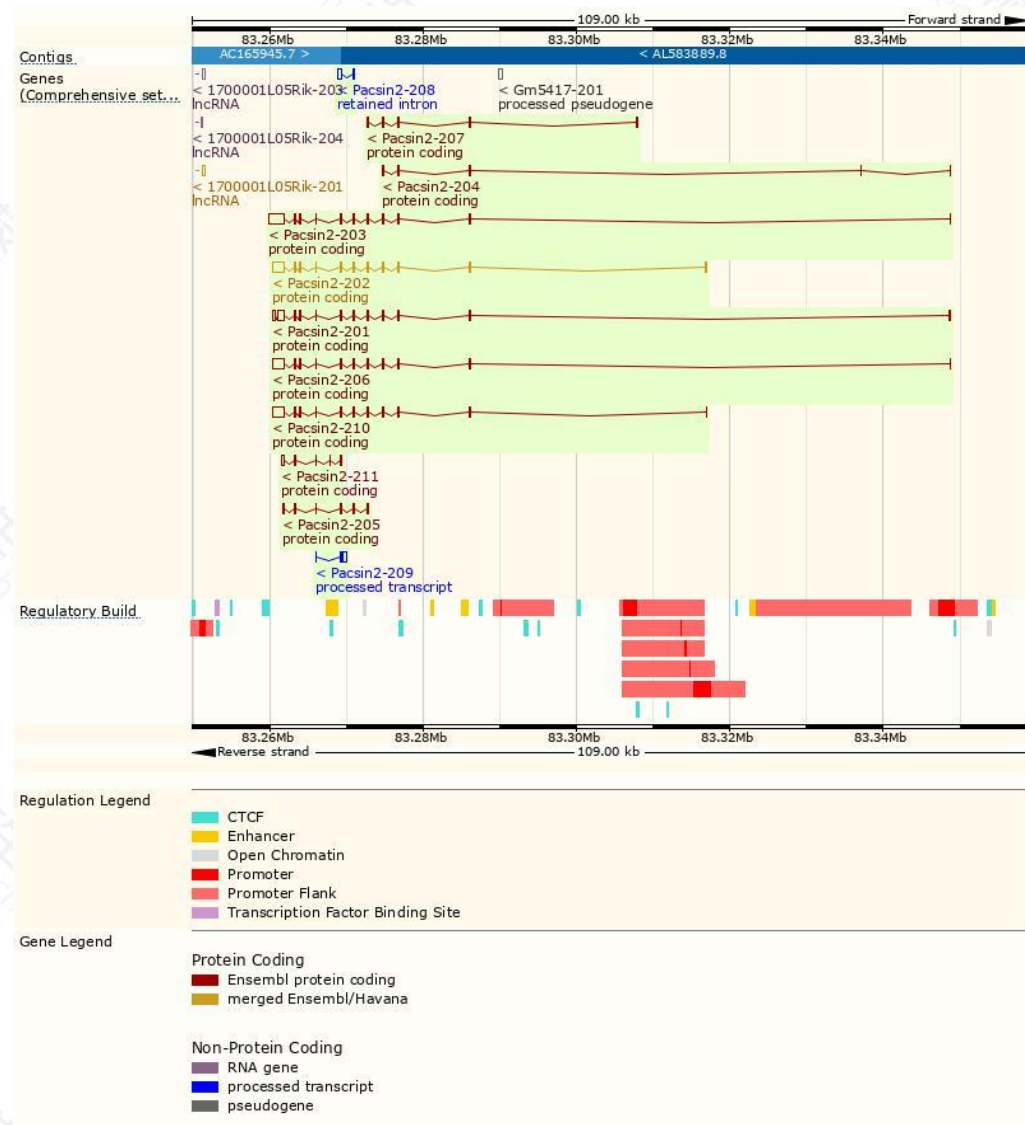 109.00 kb Forward strand
83.26Mb 83.28Mb 83.30Mb 83.32Mb 83.34Mb
Contigs AC165945.7 > < AL583889.8
Genes
(Comprehensive set...
< 1700001L05Rik-203 < Pacsin2-208 < Gm5417-201
lncRNA retained intron processed pseudogene
< 1700001L05Rik-204 < Pacsin2-207
lncRNA protein coding
< 1700001L05Rik-201 < Pacsin2-204
lncRNA protein coding
< Pacsin2-203
protein coding
< Pacsin2-202
protein coding
< Pacsin2-201
protein coding
< Pacsin2-206
protein coding
< Pacsin2-210
protein coding
< Pacsin2-211
protein coding
< Pacsin2-205
protein coding
< Pacsin2-209
processed transcript
Regulatory Build
83.26Mb 83.28Mb 83.30Mb 83.32Mb 83.34Mb
Reverse strand 109.00 kb
Regulation Legend
CTCF
Enhancer
Open Chromatin
Promoter
Promoter Flank
Transcription Factor Binding Site
Gene Legend
Protein Coding
Ensembl protein coding
merged Ensembl/Havana
Non-Protein Coding
RNA gene
processed transcript
pseudogene